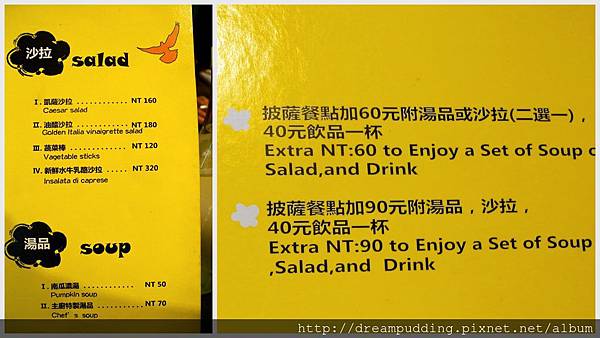 沙拉 salad
I. 凱薩沙拉 ............ NT 160
Caesar salad
II. 油醋沙拉 ............ NT 180
Golden Italia vinaigrette salad
III. 蔬菜棒 ............ NT 120
Vagetable sticks
IV. 新鮮水牛乳酪沙拉 ..... NT 320
Insalata di caprese
湯品 soup
I. 南瓜濃湯 ............ NT 50
Pumpkin soup
II. 主廚特製湯品 .......... NT 70
Chef's soup
披薩餐點加60元附湯品或沙拉(二選一)，
40元飲品一杯
Extra NT:60 to Enjoy a Set of Soup o
Salad,and Drink
披薩餐點加90元附湯品，沙拉，
40元飲品一杯
Extra NT:90 to Enjoy a Set of Soup
,Salad,and Drink
http://dreampudding.pixnet.net/album